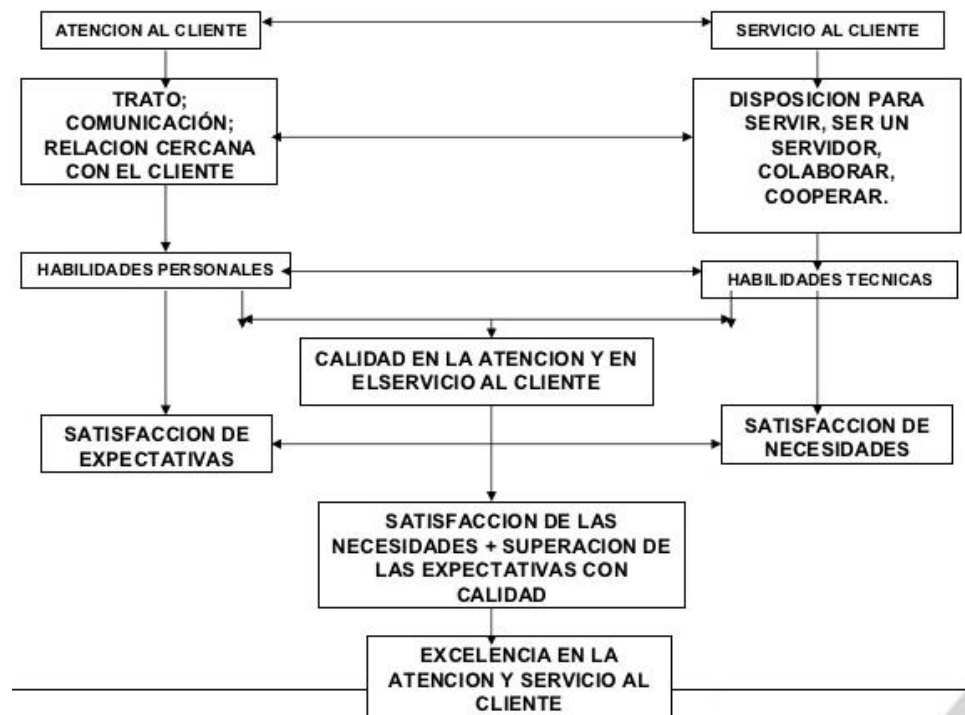 ATENCION AL CLIENTE
SERVICIO AL CLIENTE
TRATO;
COMUNICACIÓN;
RELACION CERCANA
CON EL CLIENTE
DISPOSICION PARA
SERVIR, SER UN
SERVIDOR,
COLABORAR,
COOPERAR.
HABILIDADES PERSONALES
HABILIDADES TECNICAS
CALIDAD EN LA ATENCION Y EN
ELSERVICIO AL CLIENTE
SATISFACCION DE
EXPECTATIVAS
SATISFACCION DE
NECESIDADES
SATISFACCION DE LAS
NECESIDADES + SUPERACION DE
LAS EXPECTATIVAS CON
CALIDAD
EXCELENCIA EN LA
ATENCION Y SERVICIO AL
CLIENTE